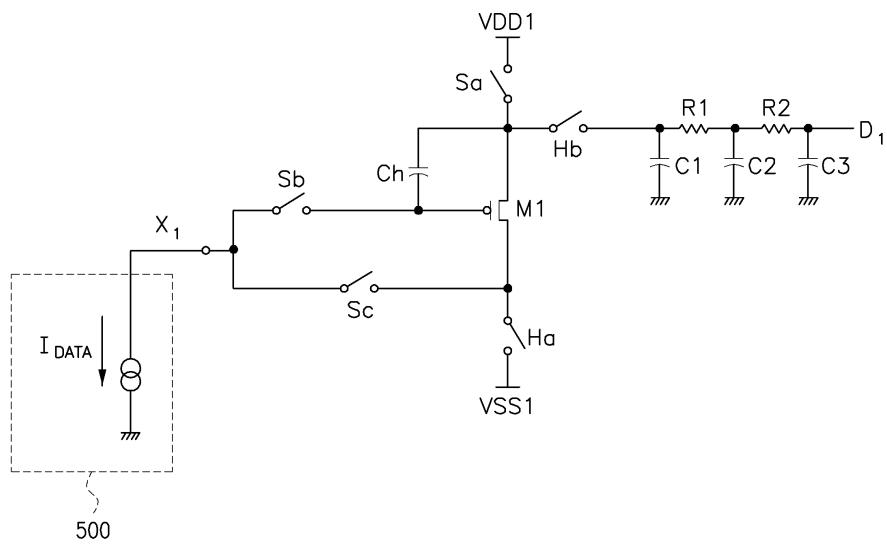 VDD1
Sa
R1
R2
D1
Hb
C1
C2
C3
Ch
Sb
M1
X1
Sc
Ha
IDATA
VSS1
500